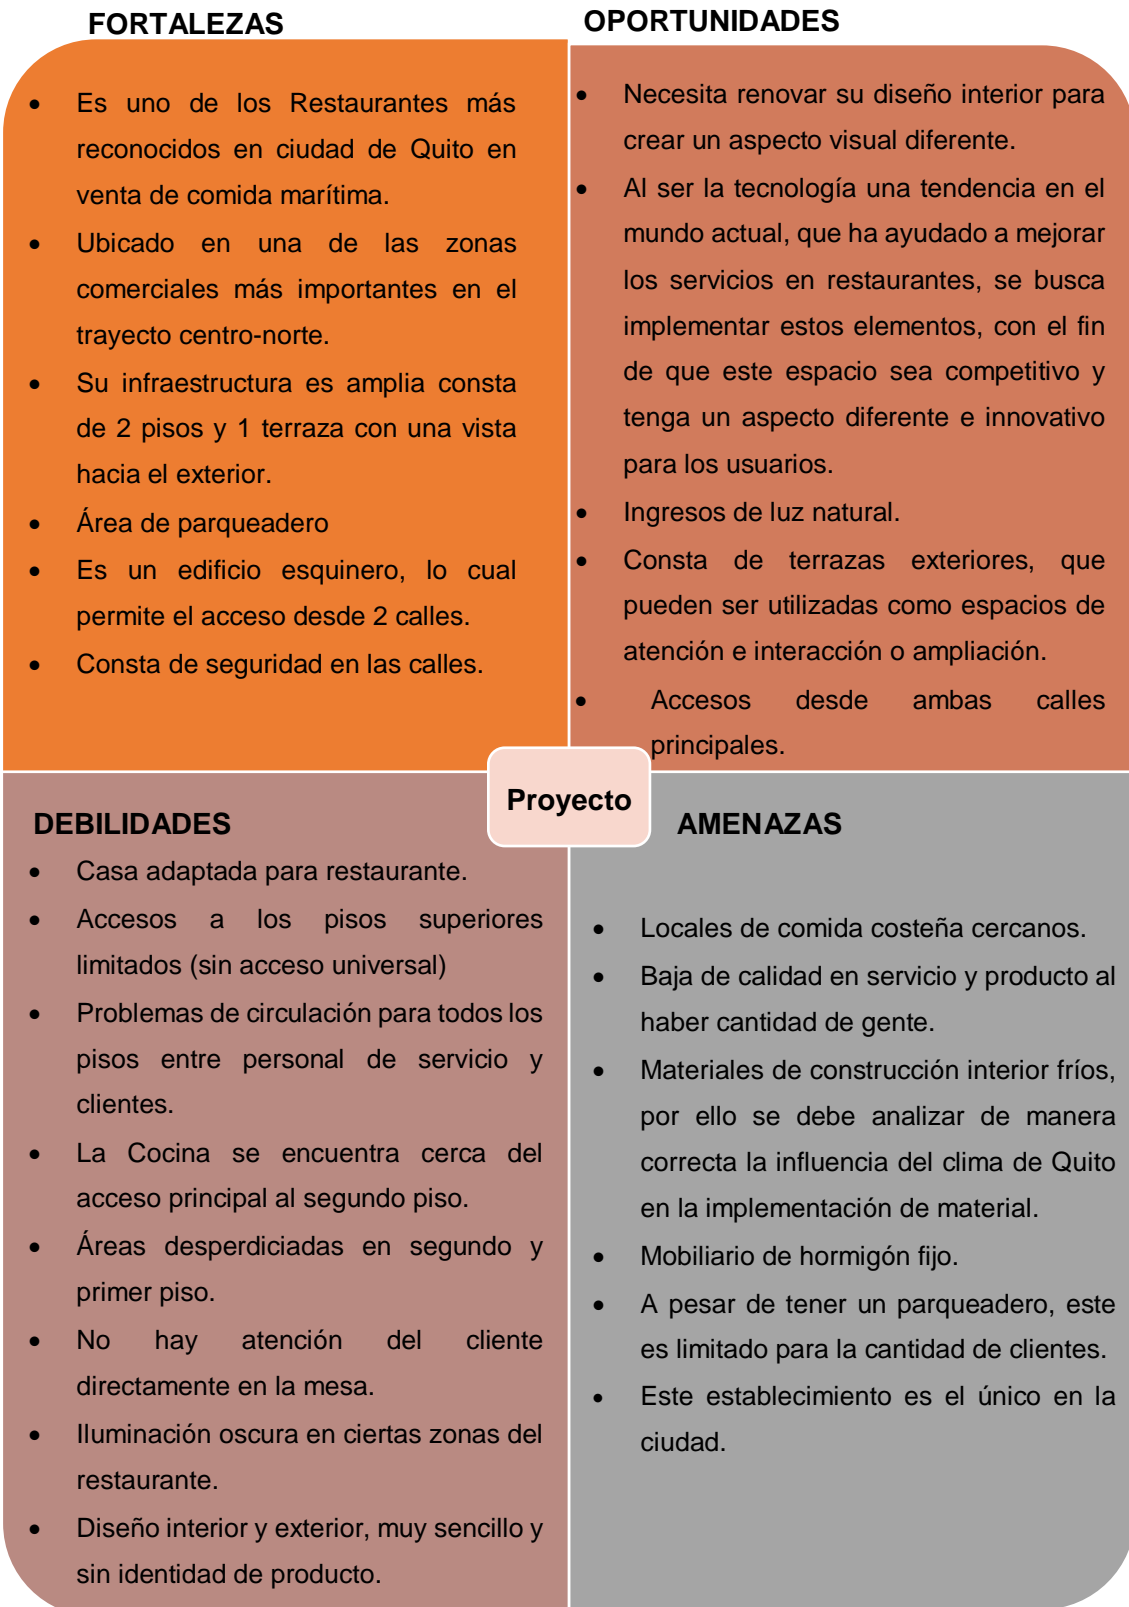 FORTALEZAS
Es uno de los Restaurantes más
reconocidos en ciudad de Quito en
venta de comida marítima.
Ubicado en una de las zonas
comerciales más importantes en el
trayecto centro-norte.
Su infraestructura es amplia consta
de 2 pisos y 1 terraza con una vista
hacia el exterior.
Área de parqueadero
Es un edificio esquinero, lo cual
permite el acceso desde 2 calles.
Consta de seguridad en las calles.
OPORTUNIDADES
Necesita renovar su diseño interior para
crear un aspecto visual diferente.
Al ser la tecnología una tendencia en el
mundo actual, que ha ayudado a mejorar
los servicios en restaurantes, se busca
implementar estos elementos, con el fin
de que este espacio sea competitivo y
tenga un aspecto diferente e innovativo
para los usuarios.
Ingresos de luz natural.
Consta de terrazas exteriores, que
pueden ser utilizadas como espacios de
atención e interacción o ampliación.
Accesos desde ambas calles
principales.
Proyecto
DEBILIDADES
Casa adaptada para restaurante.
Accesos a los pisos superiores
limitados (sin acceso universal)
Problemas de circulación para todos los
pisos entre personal de servicio y
clientes.
La Cocina se encuentra cerca del
acceso principal al segundo piso.
Áreas desperdiciadas en segundo y
primer piso.
No hay atención del cliente
directamente en la mesa.
Iluminación oscura en ciertas zonas del
restaurante.
Diseño interior y exterior, muy sencillo y
sin identidad de producto.
AMENAZAS
Locales de comida costeña cercanos.
Baja de calidad en servicio y producto al
haber cantidad de gente.
Materiales de construcción interior fríos,
por ello se debe analizar de manera
correcta la influencia del clima de Quito
en la implementación de material.
Mobiliario de hormigón fijo.
A pesar de tener un parqueadero, este
es limitado para la cantidad de clientes.
Este establecimiento es el único en la
ciudad.